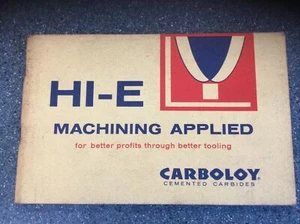 HI-E
MACHINING APPLIED
for better profits through better tooling
CARBOLOY®
CEMENTED CARBIDES